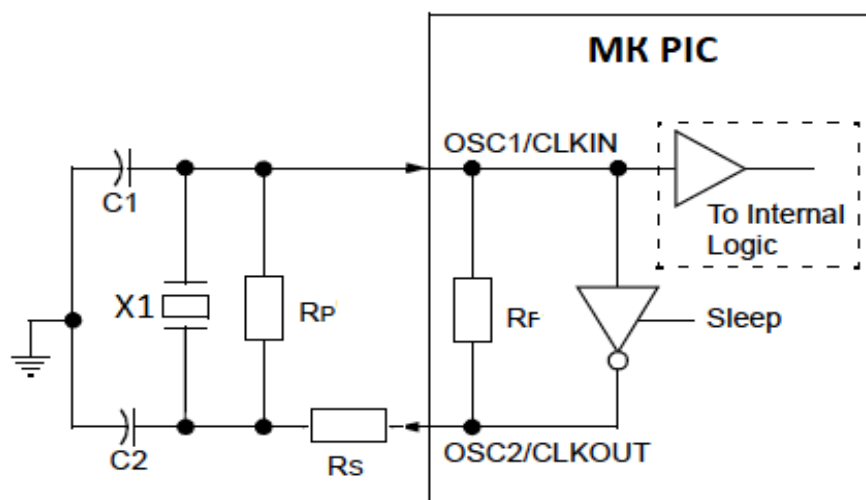 МК PIC
OSC1/CLKIN
C1
To Internal
Logic
X1
RP
RF
Sleep
C2
RS
OSC2/CLKOUT